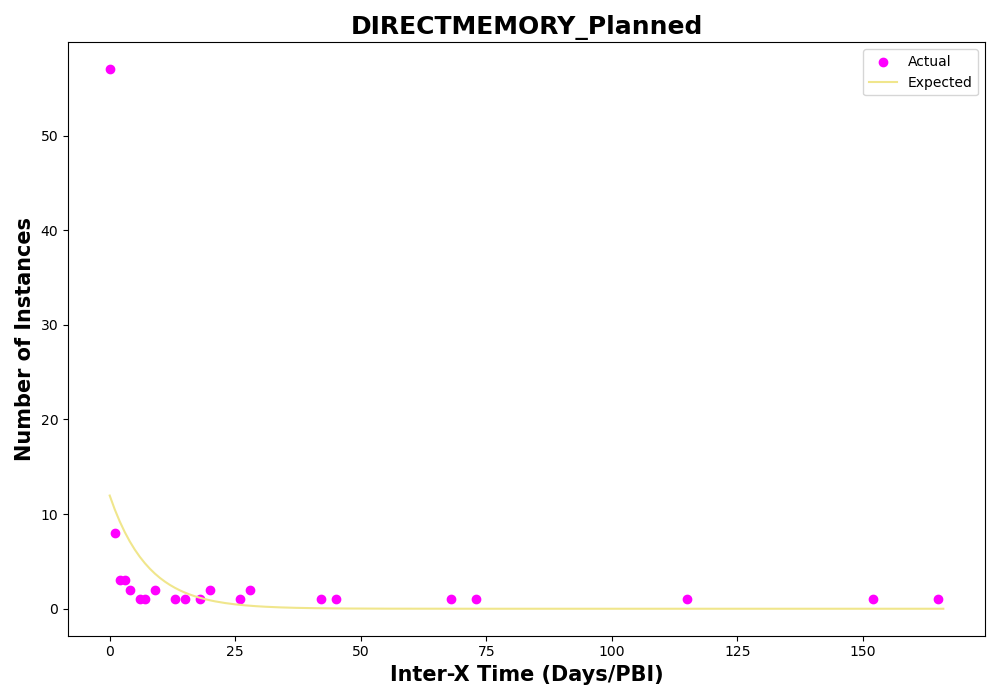 DIRECTMEMORY_Planned
Actual
Expected
Number of Instances
50
40
30
20
10
0
0 25 50 75 100 125 150
Inter-X Time (Days/PBI)